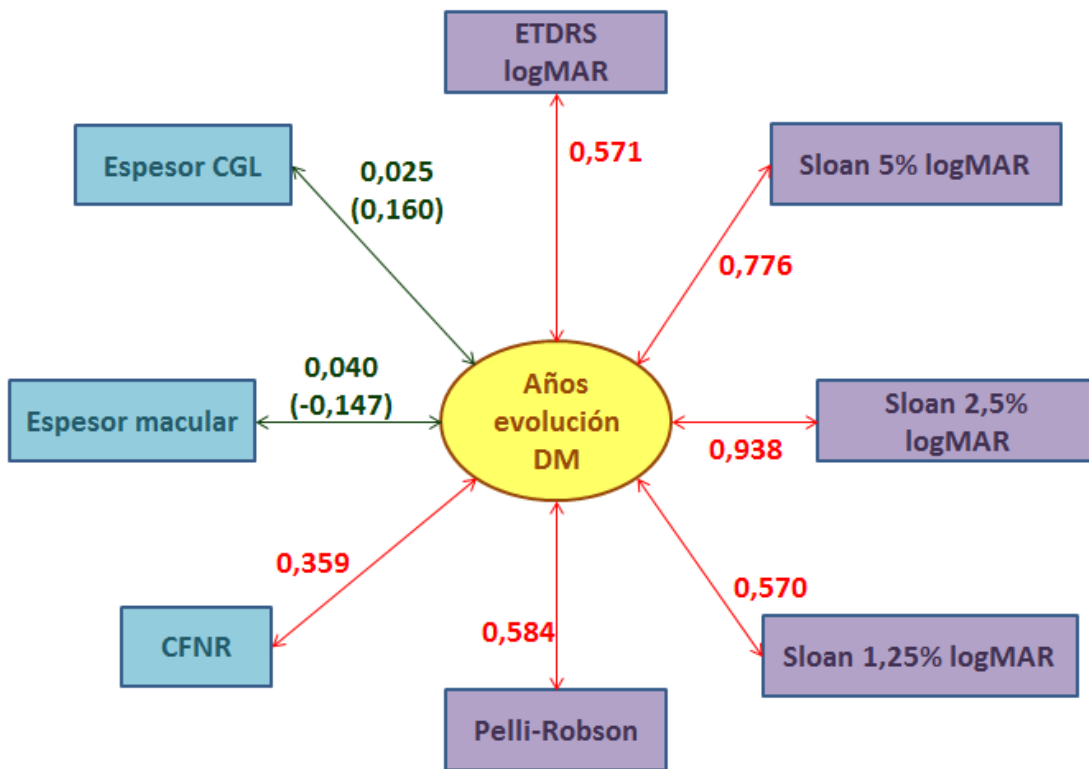 ETDRS
logMAR
Espesor CGL
0,025
(0,160)
0,571
Sloan 5% logMAR
0,776
Espesor macular
0,040
(-0,147)
Años
evolución
DM
0,938
Sloan 2,5%
logMAR
0,359
CFNR
0,584
Pelli-Robson
0,570
Sloan 1,25% logMAR